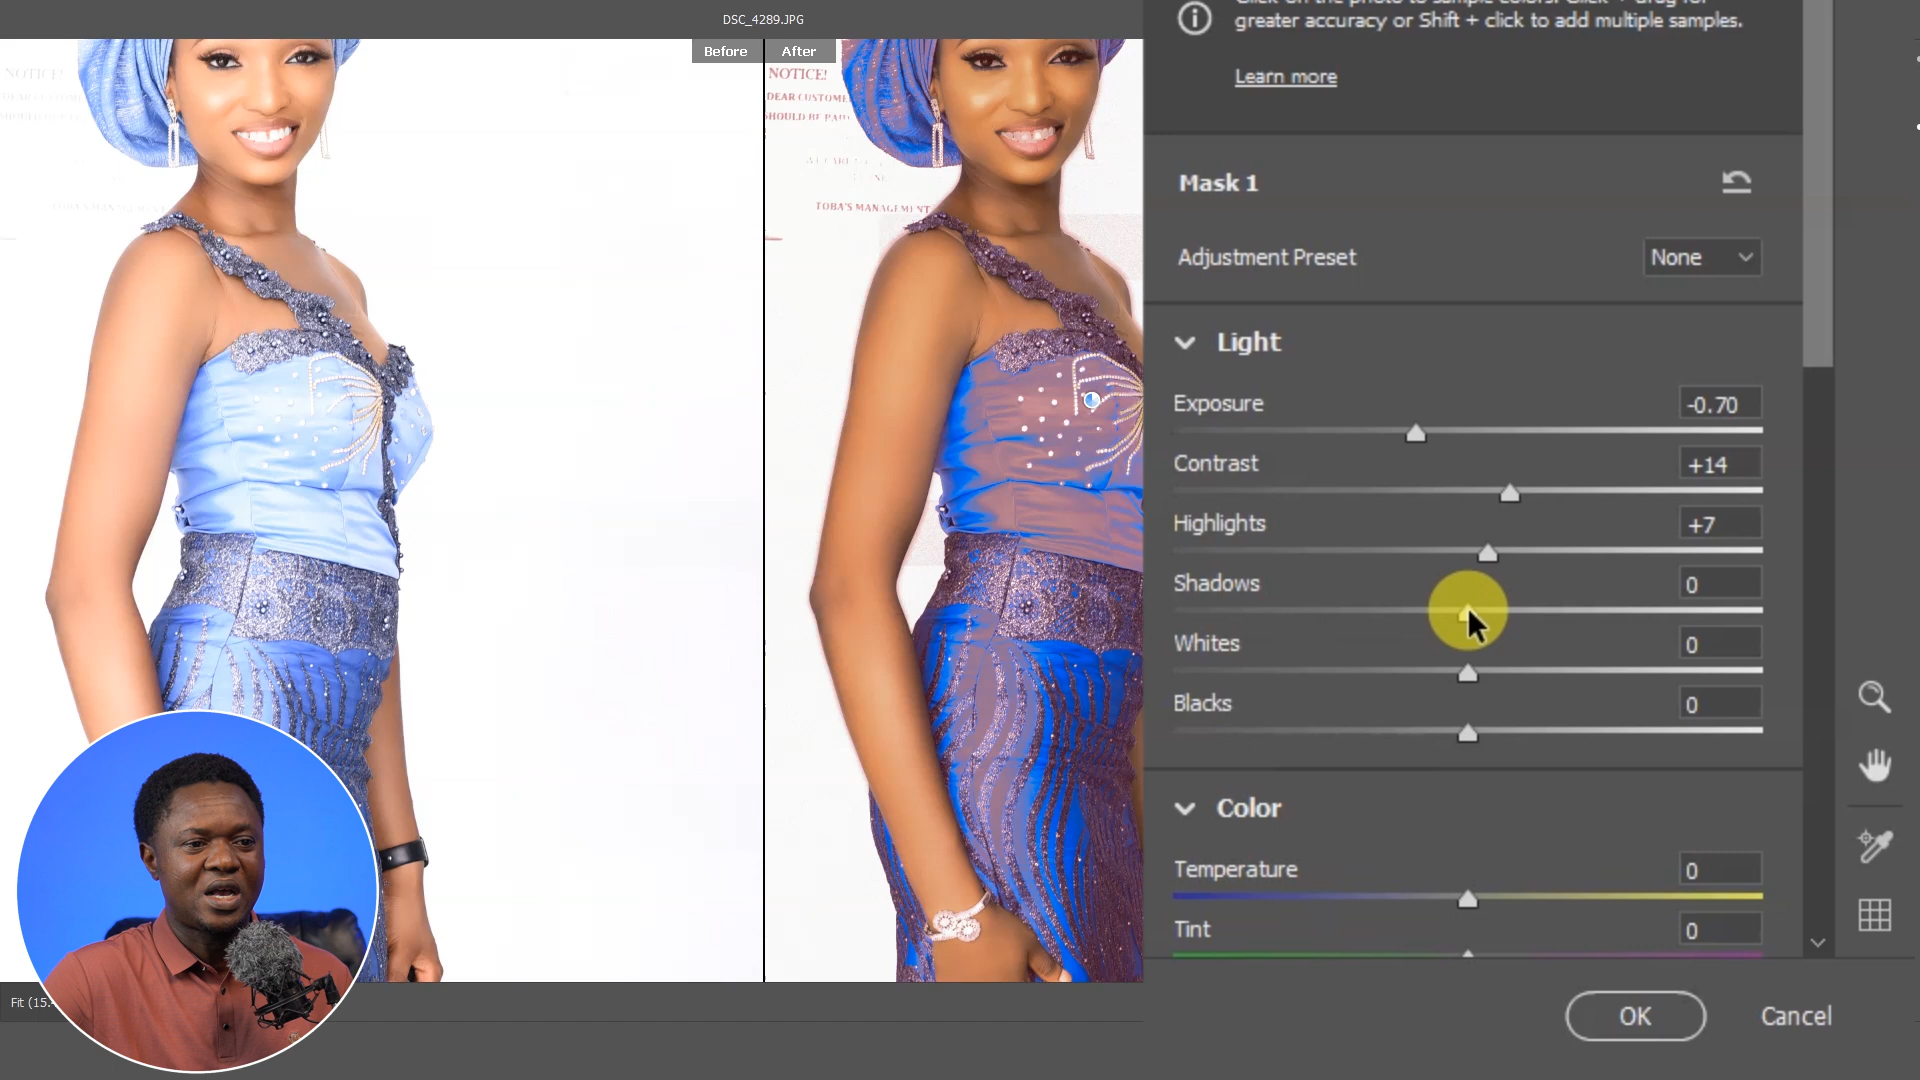 DSC_4289.JPG
Before
After
NOTICE!
NOTICE!
DEAR CUSTOME
SHOULD BE PAID
TOBA'S MANAGEMENT
greater accuracy or Shift + click to add multiple samples.
Learn more
Mask 1
Adjustment Preset
None
Light
Exposure
-0.70
Contrast
+14
Highlights
+7
Shadows
0
Whites
0
Blacks
0
Color
Temperature
0
Tint
0
Fit (15.
OK
Cancel